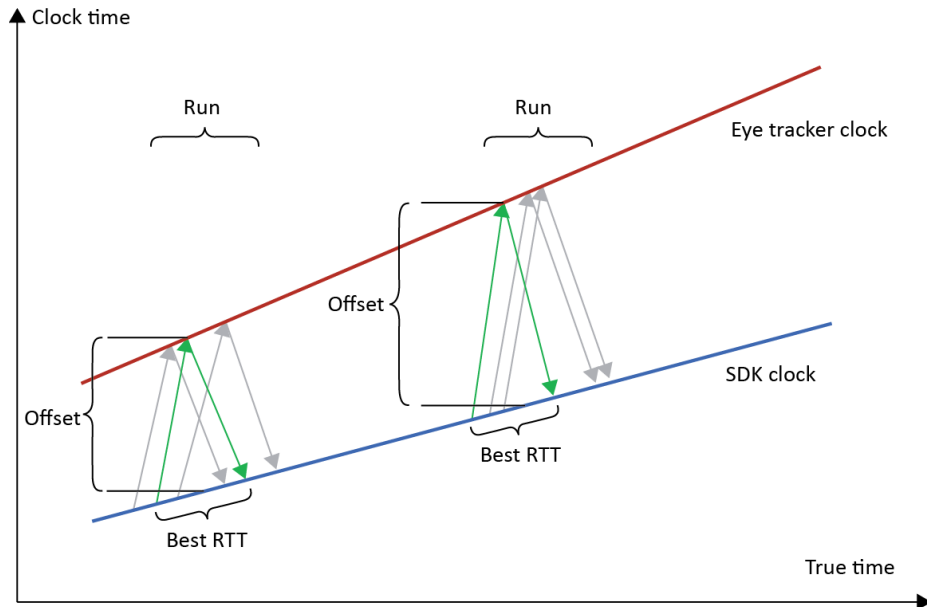 Clock time
Run
Run
Eye tracker clock
Offset
SDK clock
Offset
Best RTT
Best RTT
True time